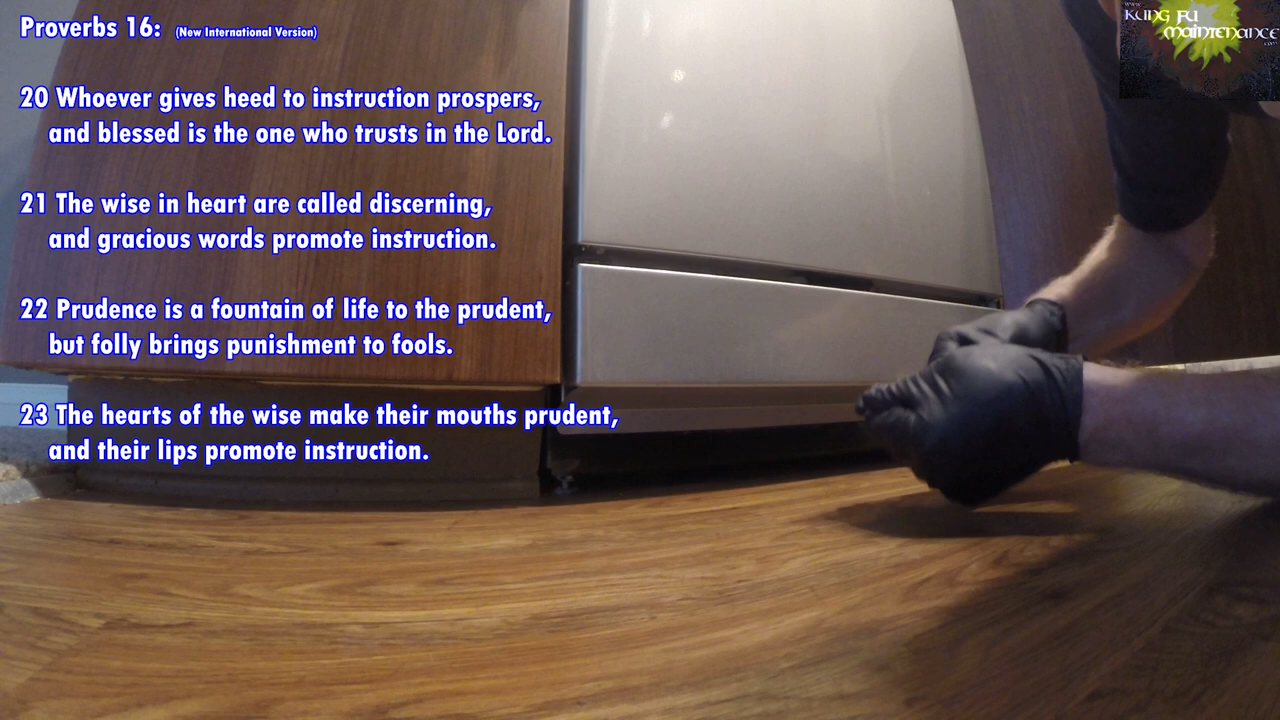 Proverbs 16: (New International Version)
20 Whoever gives heed to instruction prospers,
and blessed is the one who trusts in the Lord.
21 The wise in heart are called discerning,
and gracious words promote instruction.
22 Prudence is a fountain of life to the prudent,
but folly brings punishment to fools.
23 The hearts of the wise make their mouths prudent,
and their lips promote instruction.
www.
KUNG FU
MAINTENANCE
.com